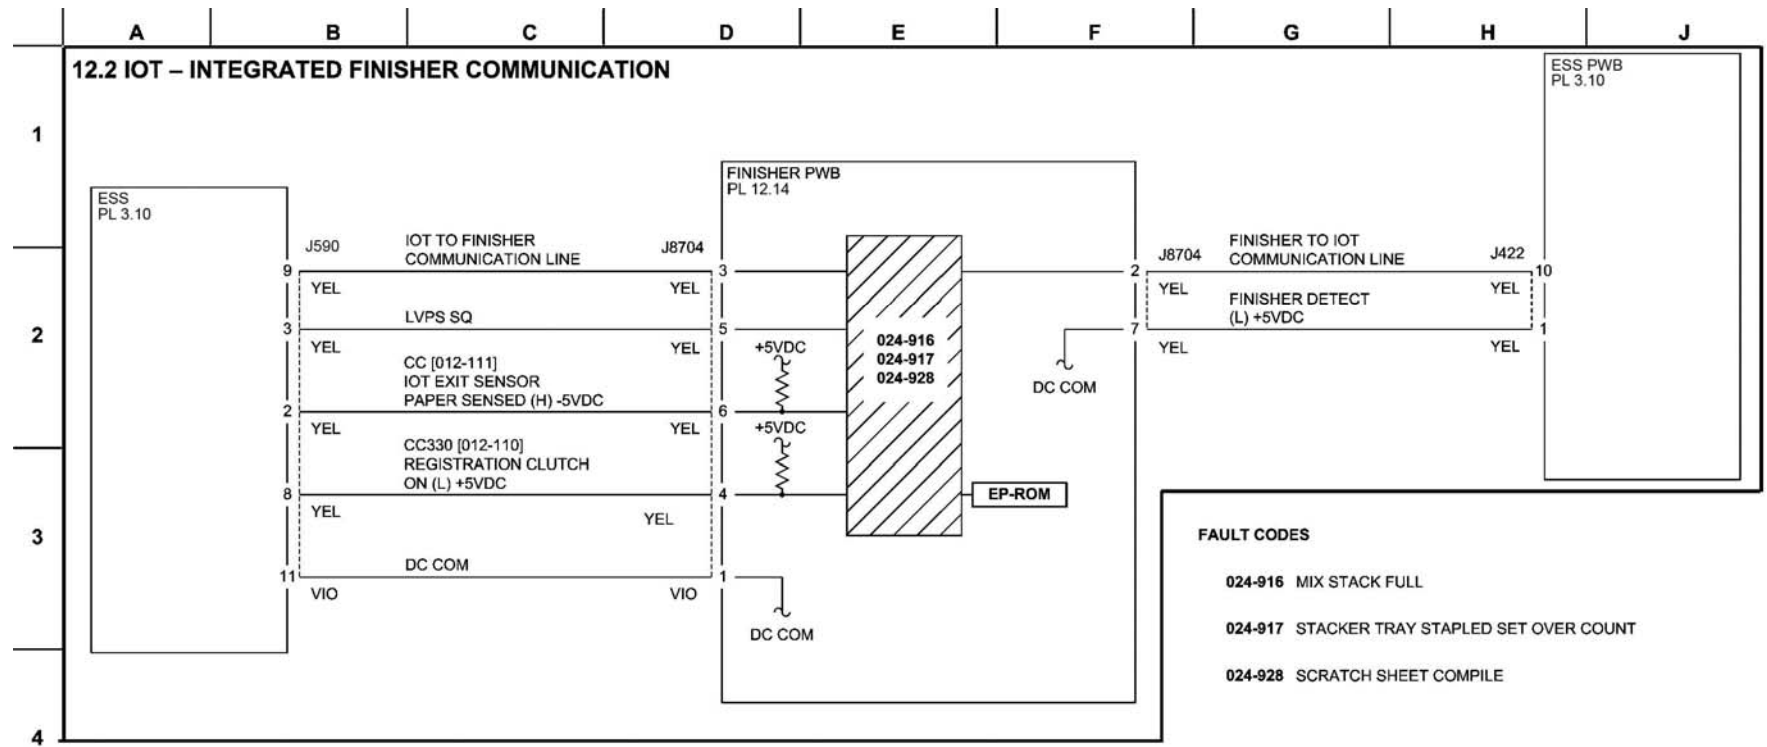 A B C D E F G H J
12.2 IOT – INTEGRATED FINISHER COMMUNICATION
ESS PWB
PL 3.10
1
FINISHER PWB
PL 12.14
ESS
PL 3.10
J590
IOT TO FINISHER
COMMUNICATION LINE
J8704
J8704
FINISHER TO IOT
COMMUNICATION LINE
J422
9
3
2
10
YEL
YEL
YEL
YEL
FINISHER DETECT
(L) +5VDC
2
3
LVPS SQ
5
7
1
YEL
YEL
YEL
YEL
+5VDC
024-916
024-917
024-928
DC COM
CC [012-111]
IOT EXIT SENSOR
PAPER SENSED (H) -5VDC
2
6
YEL
YEL
+5VDC
CC330 [012-110]
REGISTRATION CLUTCH
ON (L) +5VDC
8
4
EP-ROM
YEL
YEL
3
DC COM
11
1
VIO
VIO
DC COM
FAULT CODES
024-916 MIX STACK FULL
024-917 STACKER TRAY STAPLED SET OVER COUNT
024-928 SCRATCH SHEET COMPILE
4